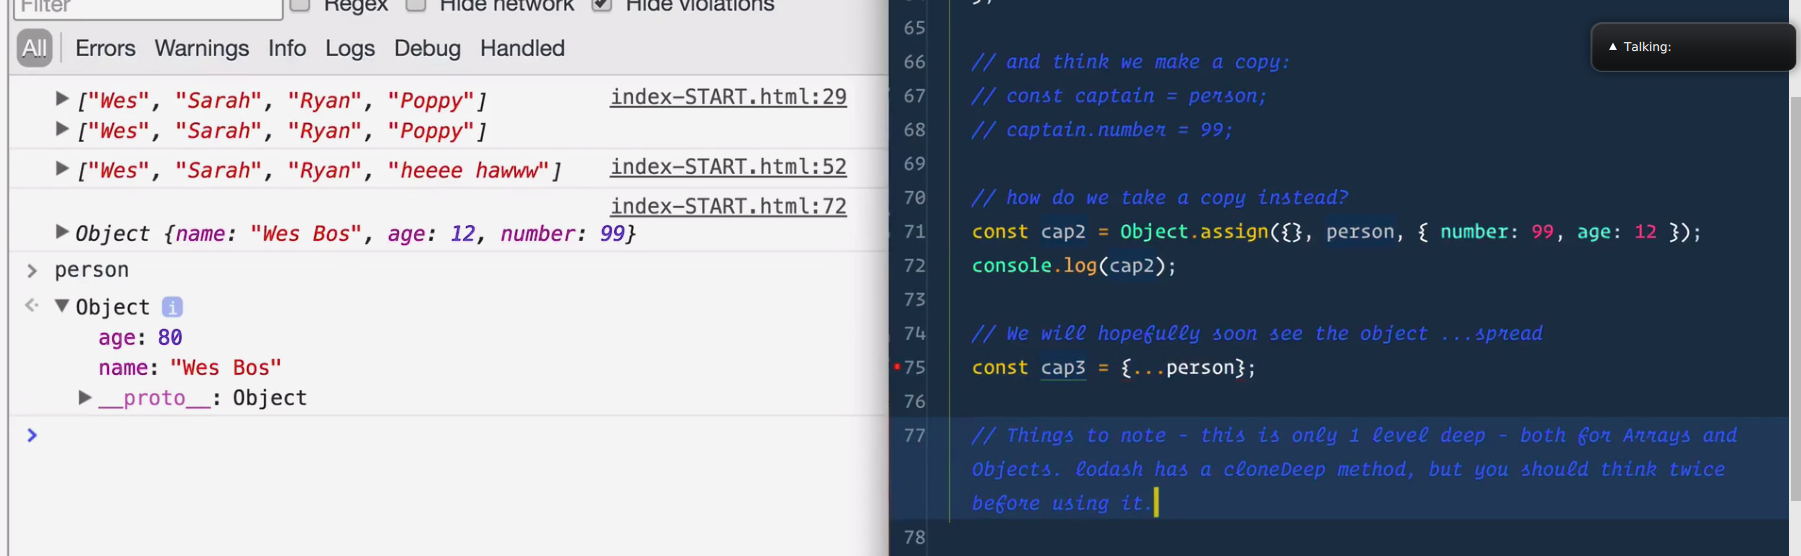 Filter Regex Hide network Hide violations
All Errors Warnings Info Logs Debug Handled
▶ ["Wes", "Sarah", "Ryan", "Poppy"] index-START.html:29
▶ ["Wes", "Sarah", "Ryan", "Poppy"]
▶ ["Wes", "Sarah", "Ryan", "heeee hawww"] index-START.html:52
index-START.html:72
▶ Object {name: "Wes Bos", age: 12, number: 99}
> person
▼ Object i
age: 80
name: "Wes Bos"
▶ __proto__: Object
>
65
66 // and think we make a copy:
67 // const captain = person;
68 // captain.number = 99;
69
70 // how do we take a copy instead?
71 const cap2 = Object.assign({}, person, { number: 99, age: 12 });
72 console.log(cap2);
73
74 // We will hopefully soon see the object ...spread
75 const cap3 = {...person};
76
77 // Things to note - this is only 1 level deep - both for Arrays and
Objects. lodash has a cloneDeep method, but you should think twice
before using it.
78
▲ Talking: